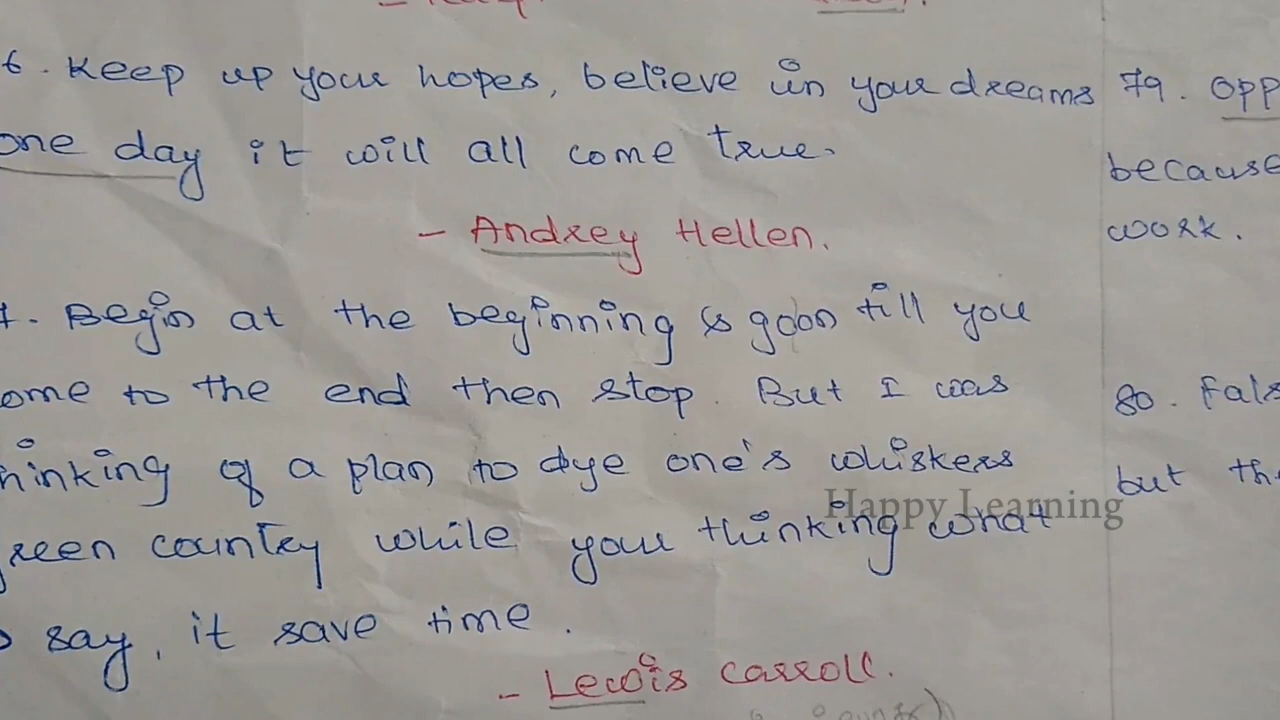 6. Keep up your hopes, believe in your dreams
one day it will all come true.
- Andrey Hellen.
7. Begin at the beginning & goon till you
ome to the end then stop. But I was
hinking of a plan to dye one's whiskers
green country while your thinking what
say, it save time.
- Lewis Carroll.
79. Opp
because
work.
80. Fals
but th
Happy Learning